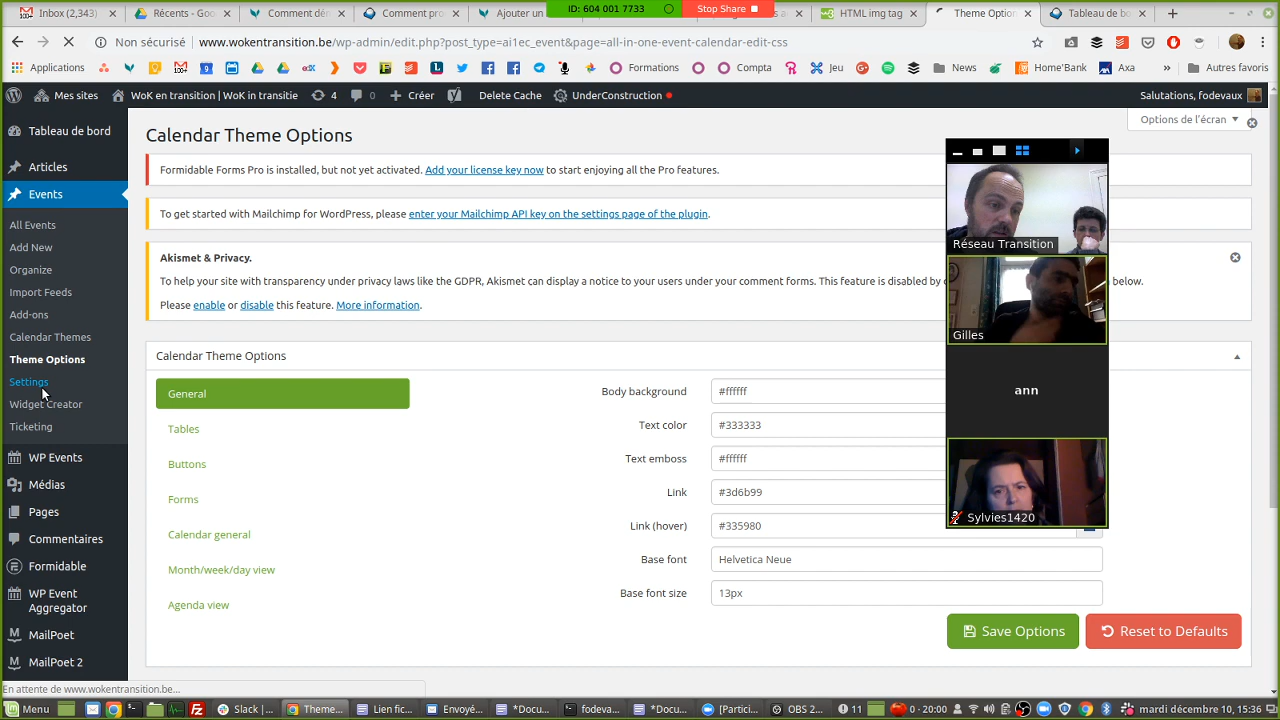 ID: 604 001 7733
Stop Share
Inbox (2,343)
Récents - Goo
Comment dé
Comment pro
Ajouter un
HTML img tag
Theme Optio
Tableau de bo
Non sécurisé
www.wokentransition.be/wp-admin/edit.php?post_type=ai1ec_event&page=all-in-one-event-calendar-edit-css
Applications
Formations
Compta
Jeu
News
Home'Bank
Axa
»
Autres favoris
Mes sites
WoK en transition | WoK in transitie
4
0
Créer
Delete Cache
UnderConstruction
Salutations, fodevaux
Tableau de bord
Articles
Events
All Events
Add New
Organize
Import Feeds
Add-ons
Calendar Themes
Theme Options
Settings
Widget Creator
Ticketing
WP Events
Médias
Pages
Commentaires
Formidable
WP Event
Aggregator
MailPoet
MailPoet 2
Options de l'écran
Calendar Theme Options
Formidable Forms Pro is installed, but not yet activated. Add your license key now to start enjoying all the Pro features.
To get started with Mailchimp for WordPress, please enter your Mailchimp API key on the settings page of the plugin.
Akismet & Privacy.
To help your site with transparency under privacy laws like the GDPR, Akismet can display a notice to your users under your comment forms. This feature is disabled by
below.
Please enable or disable this feature. More information.
Calendar Theme Options
General
Tables
Buttons
Forms
Calendar general
Month/week/day view
Agenda view
Body background
#ffffff
Text color
#333333
Text emboss
#ffffff
Link
#3d6b99
Link (hover)
#335980
Base font
Helvetica Neue
Base font size
13px
Save Options
Reset to Defaults
Réseau Transition
Gilles
ann
Sylvies1420
En attente de www.wokentransition.be...
Menu
Slack |...
Theme...
Lien fic...
Envoyé...
*Docu...
fodeva...
*Docu...
[Partici...
OBS 2...
11
0 - 20:00
mardi décembre 10, 15:36